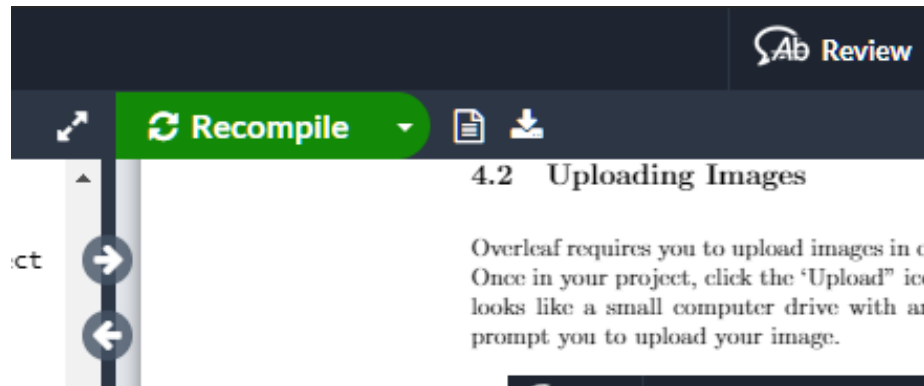 Ab Review
Recompile
4.2 Uploading Images
ct
Overleaf requires you to upload images in
Once in your project, click the ‘Upload” ic
looks like a small computer drive with a
prompt you to upload your image.